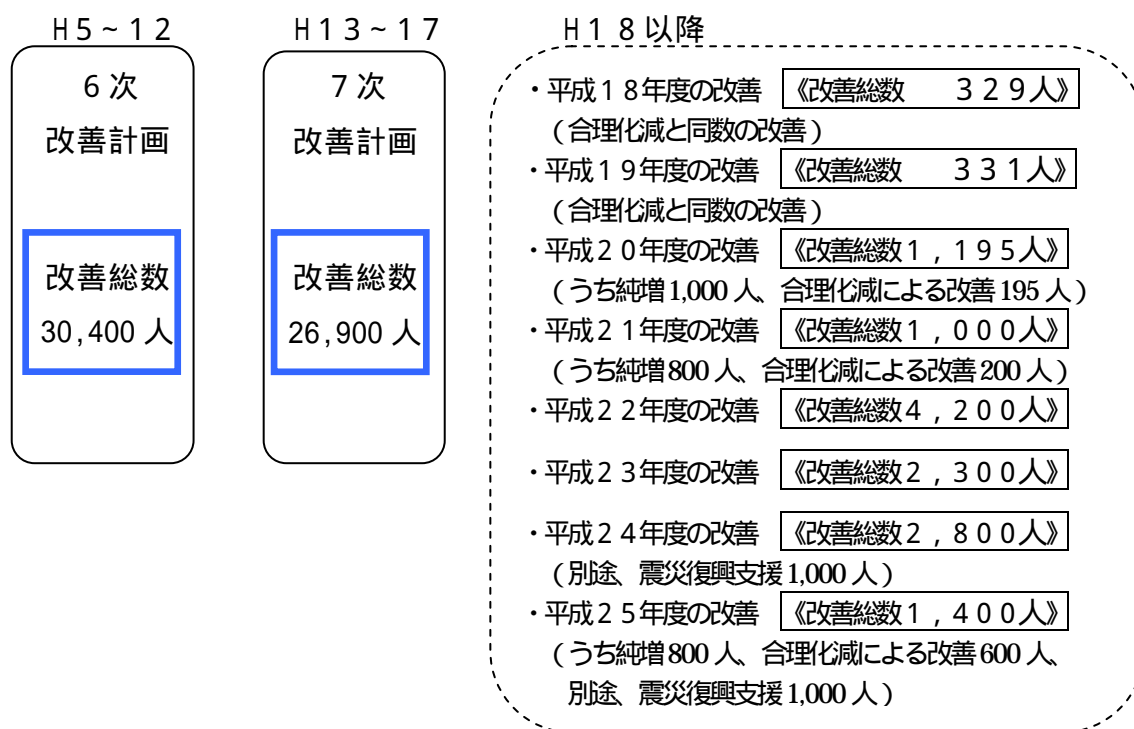 H5~12
6次
改善計画
改善総数
30,400人
H13~17
7次
改善計画
改善総数
26,900人
H18以降
・平成18年度の改善 《改善総数 329人》
(合理化減と同数の改善)
・平成19年度の改善 《改善総数 331人》
(合理化減と同数の改善)
・平成20年度の改善 《改善総数1,195人》
(うち純増1,000人、合理化減による改善195人)
・平成21年度の改善 《改善総数1,000人》
(うち純増800人、合理化減による改善200人)
・平成22年度の改善 《改善総数4,200人》
・平成23年度の改善 《改善総数2,300人》
・平成24年度の改善 《改善総数2,800人》
(別途、震災復興支援1,000人)
・平成25年度の改善 《改善総数1,400人》
(うち純増800人、合理化減による改善600人、
別途、震災復興支援1,000人)